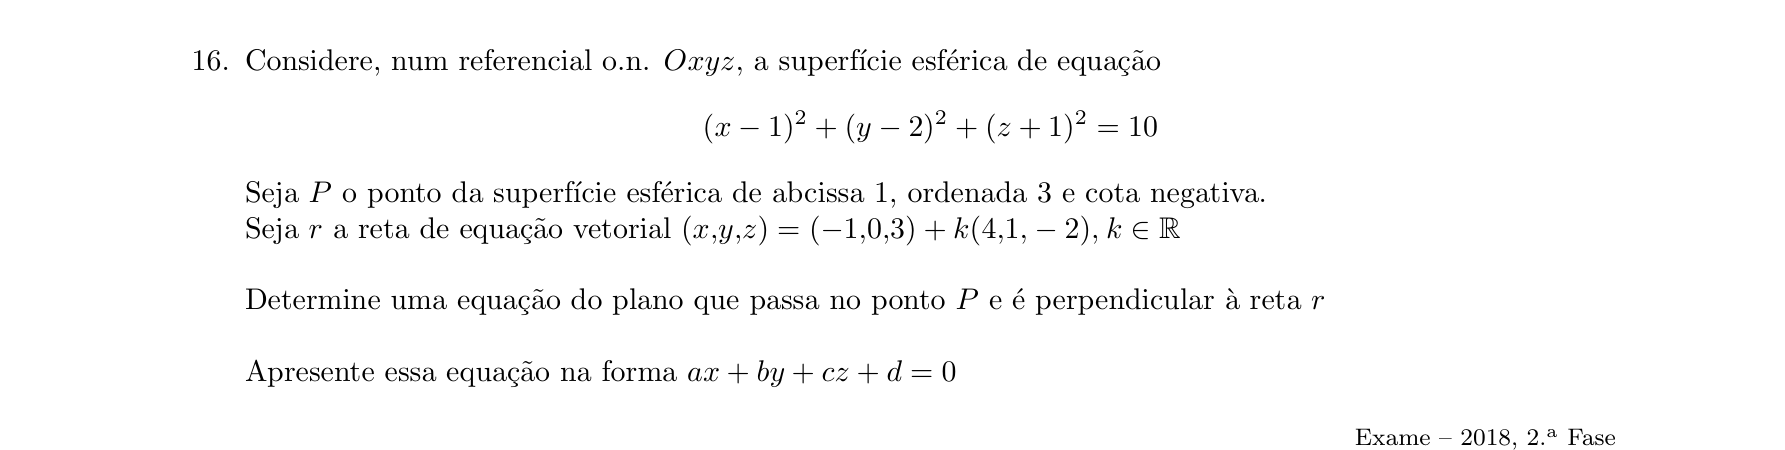 16. Considere, num referencial o.n. Oxyz, a superfície esférica de equação
(x − 1)² + (y − 2)² + (z + 1)² = 10
Seja P o ponto da superfície esférica de abcissa 1, ordenada 3 e cota negativa.
Seja r a reta de equação vetorial (x,y,z) = (−1,0,3) + k(4,1, − 2), k ∈ ℝ
Determine uma equação do plano que passa no ponto P e é perpendicular à reta r
Apresente essa equação na forma ax + by + cz + d = 0
Exame – 2018, 2.ª Fase